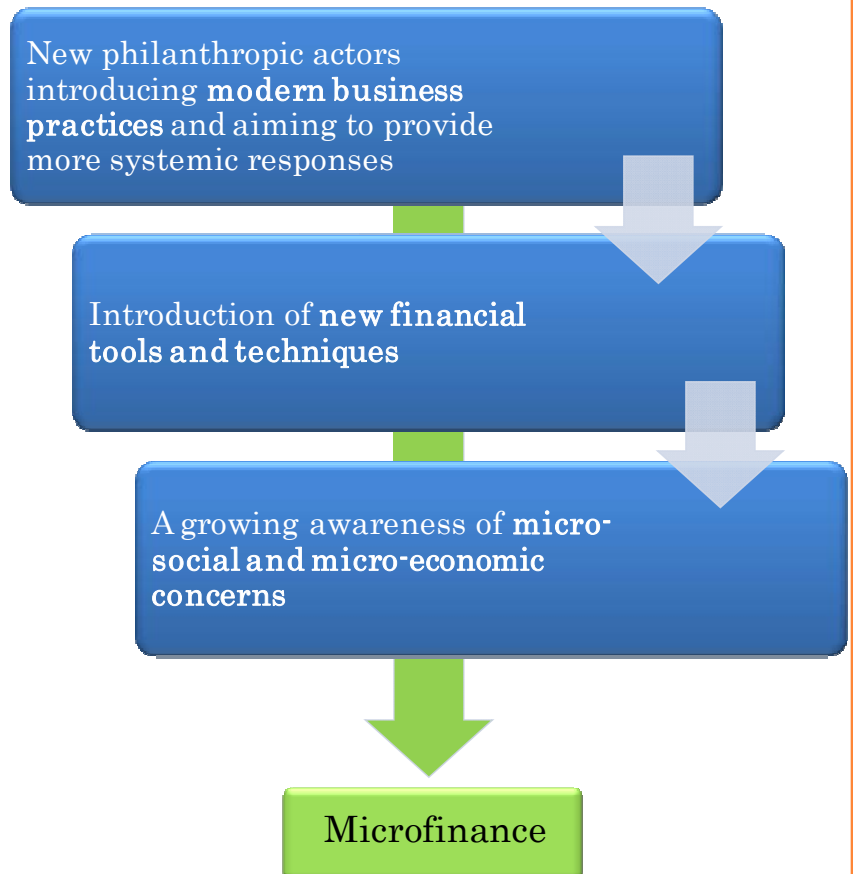 New philanthropic actors
introducing modern business
practices and aiming to provide
more systemic responses
Introduction of new financial
tools and techniques
A growing awareness of micro-
social and micro-economic
concerns
Microfinance